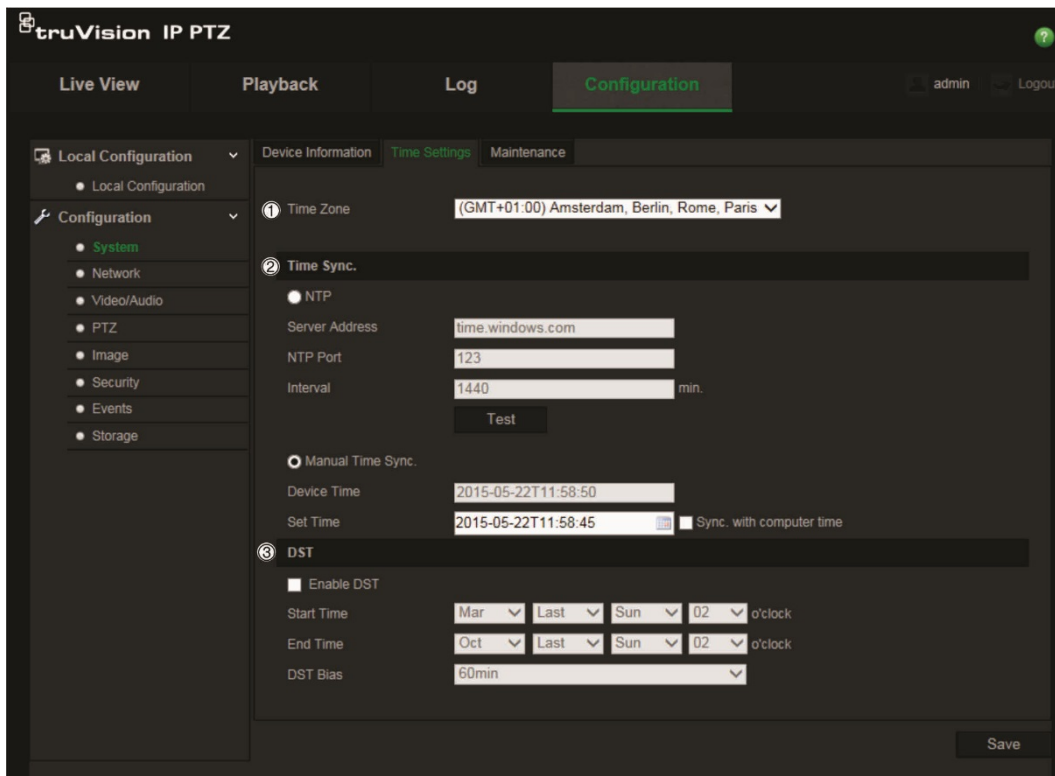 truVision IP PTZ
?
Live View Playback Log Configuration admin Logou
Local Configuration
Local Configuration
Configuration
System
Network
Video/Audio
PTZ
Image
Security
Events
Storage
Device Information Time Settings Maintenance
① Time Zone (GMT+01:00) Amsterdam, Berlin, Rome, Paris
② Time Sync.
NTP
Server Address time.windows.com
NTP Port 123
Interval 1440 min.
Test
Manual Time Sync.
Device Time 2015-05-22T11:58:50
Set Time 2015-05-22T11:58:45 Sync. with computer time
③ DST
Enable DST
Start Time Mar Last Sun 02 o'clock
End Time Oct Last Sun 02 o'clock
DST Bias 60min
Save